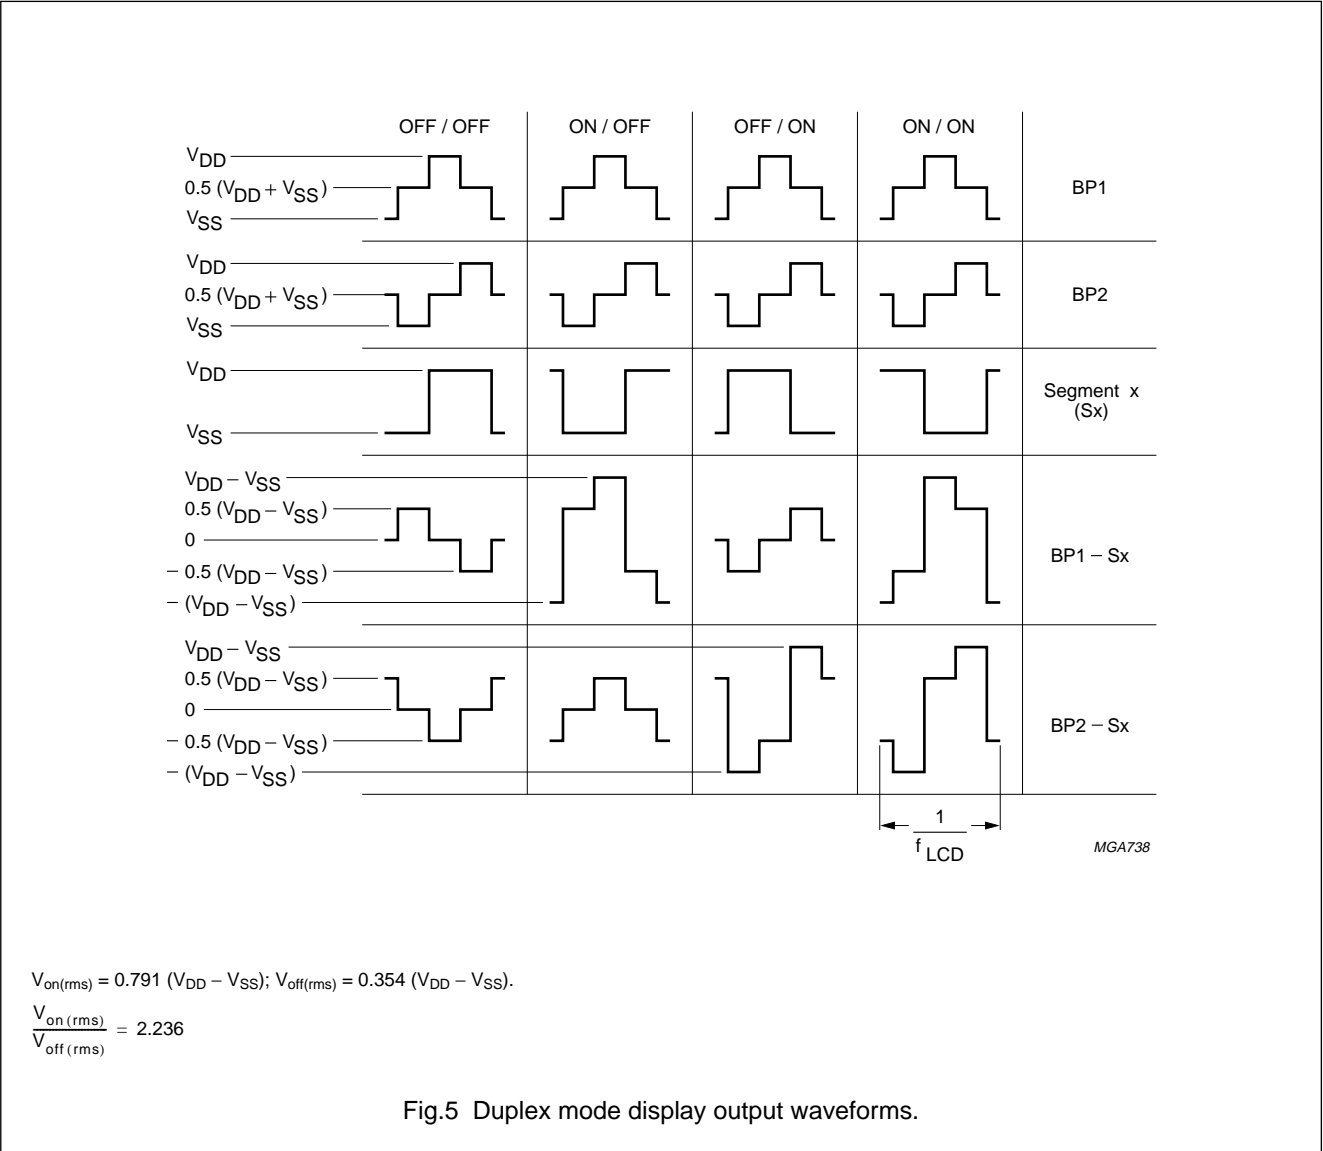 OFF / OFF ON / OFF OFF / ON ON / ON
VDD
0.5 (VDD + VSS)
VSS
BP1
VDD
0.5 (VDD + VSS)
VSS
BP2
VDD
VSS
Segment x
(Sx)
VDD − VSS
0.5 (VDD − VSS)
0
− 0.5 (VDD − VSS)
− (VDD − VSS)
BP1 − Sx
VDD − VSS
0.5 (VDD − VSS)
0
− 0.5 (VDD − VSS)
− (VDD − VSS)
BP2 − Sx
1
f LCD
MGA738
Von(rms) = 0.791 (VDD − VSS); Voff(rms) = 0.354 (VDD − VSS).
Von (rms)
Voff (rms)
= 2.236
Fig.5 Duplex mode display output waveforms.